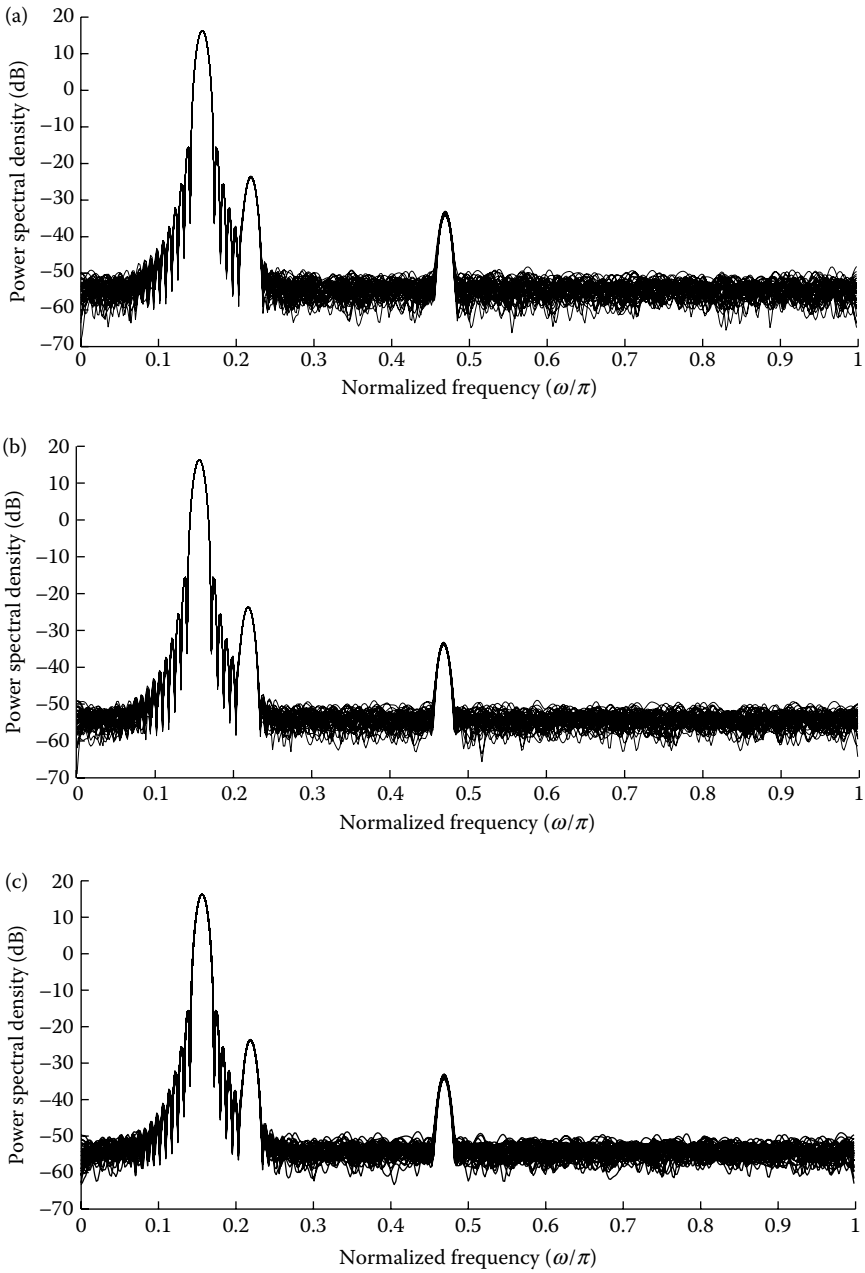 (a)
20
10
0
–10
–20
–30
–40
–50
–60
–70
Power spectral density (dB)
0 0.1 0.2 0.3 0.4 0.5 0.6 0.7 0.8 0.9 1
Normalized frequency (ω/π)
(b)
20
10
0
–10
–20
–30
–40
–50
–60
–70
Power spectral density (dB)
0 0.1 0.2 0.3 0.4 0.5 0.6 0.7 0.8 0.9 1
Normalized frequency (ω/π)
(c)
20
10
0
–10
–20
–30
–40
–50
–60
–70
Power spectral density (dB)
0 0.1 0.2 0.3 0.4 0.5 0.6 0.7 0.8 0.9 1
Normalized frequency (ω/π)